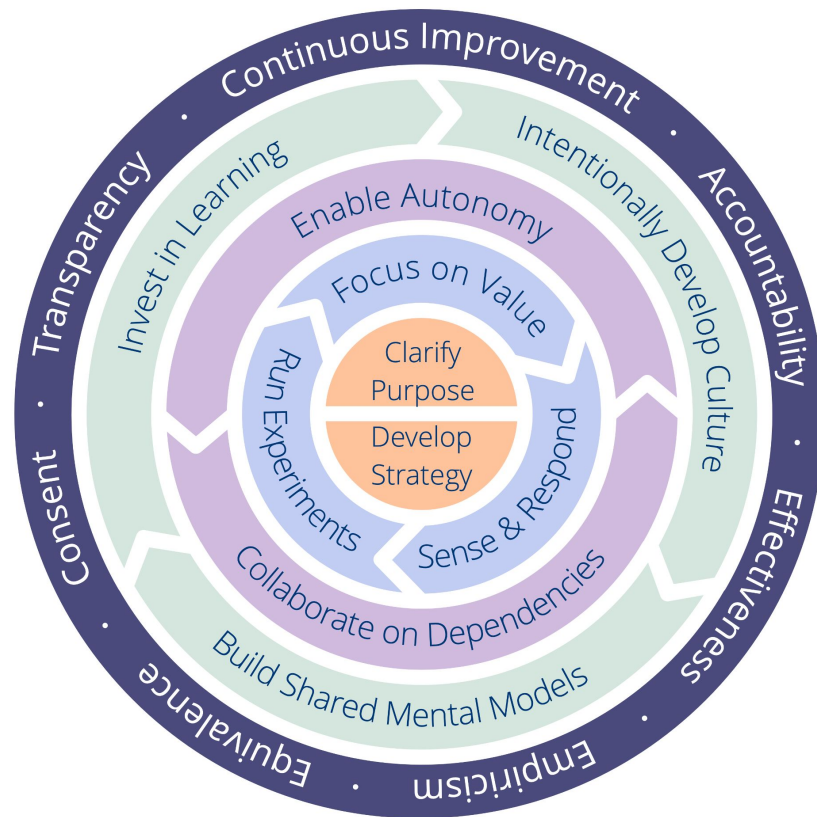 Continuous Improvement
Accountability
Effectiveness
Empiricism
Equivalence
Consent
Transparency
Intentionally Develop Culture
Build Shared Mental Models
Invest in Learning
Enable Autonomy
Collaborate on Dependencies
Focus on Value
Sense & Respond
Run Experiments
Clarify
Purpose
Develop
Strategy